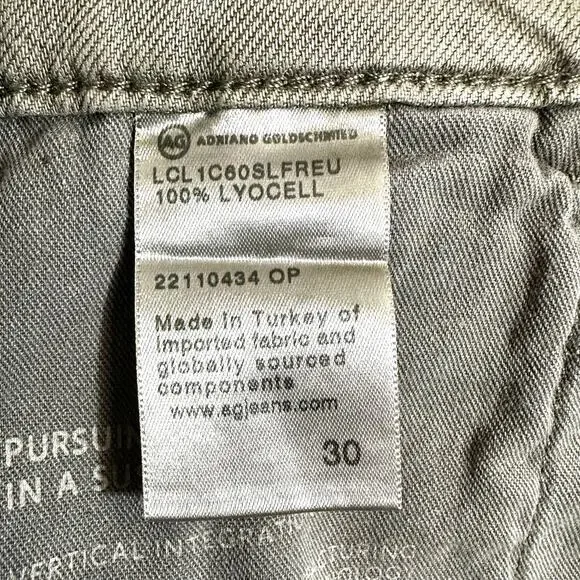 AG ADRIANO GOLDSCHMIED
LCL1C60SLFREU
100% LYOCELL
22110434 OP
Made in Turkey of
imported fabric and
globally sourced
components
www.agjeans.com
30
IN A